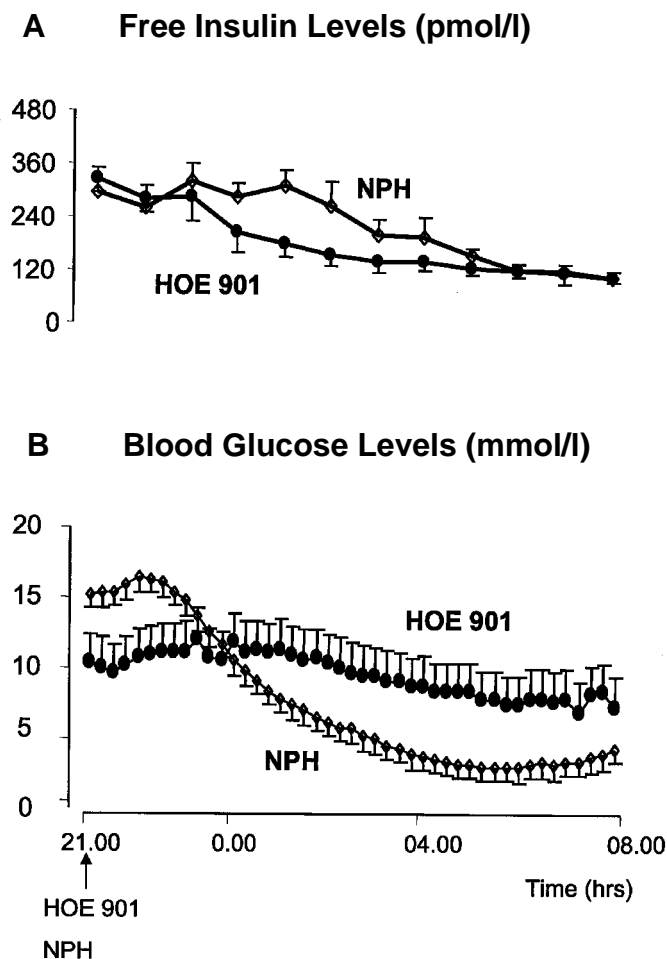 A Free Insulin Levels (pmol/l)
480
360
240
120
0
NPH
HOE 901
B Blood Glucose Levels (mmol/l)
20
15
10
5
0
HOE 901
NPH
21.00 0.00 04.00 08.00
Time (hrs)
HOE 901
NPH